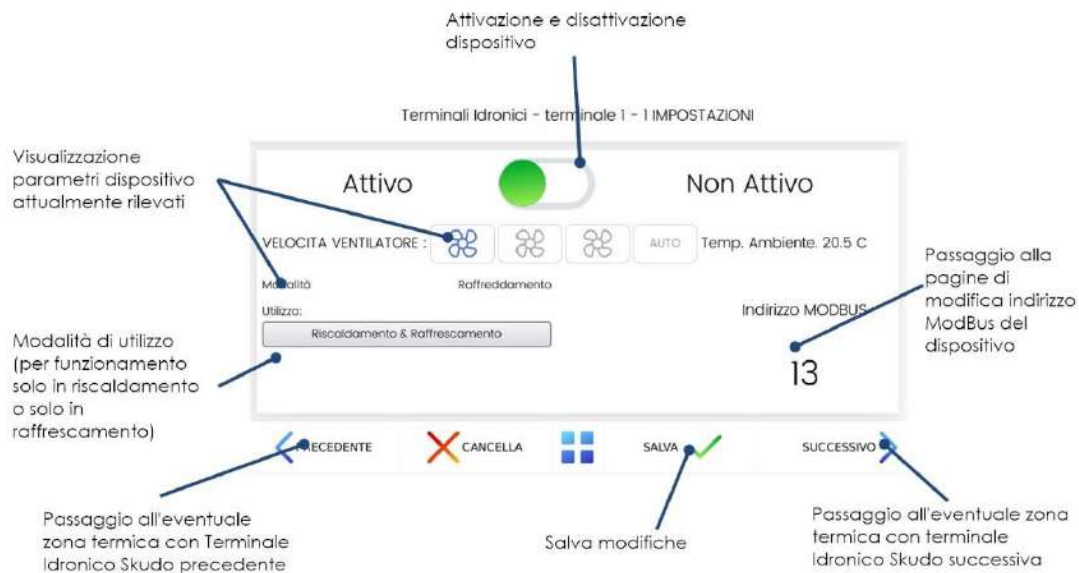 Attivazione e disattivazione
dispositivo
Terminali Idronici - terminale 1 - 1 IMPOSTAZIONI
Visualizzazione
parametri dispositivo
attualmente rilevati
Attivo
Non Attivo
VELOCITA VENTILATORE :
AUTO
Temp. Ambiente. 20.5 C
Modalità
Raffreddamento
Utilizzo:
Riscaldamento & Raffrescamento
Indirizzo MODBUS
13
Passaggio alla
pagine di
modifica indirizzo
ModBus del
dispositivo
Modalità di utilizzo
(per funzionamento
solo in riscaldamento
o solo in
raffrescamento)
PRECEDENTE
CANCELLA
SALVA
SUCCESSIVO
Passaggio all'eventuale
zona termica con Terminale
Idronico Skudo precedente
Salva modifiche
Passaggio all'eventuale zona
termica con terminale
Idronico Skudo successiva